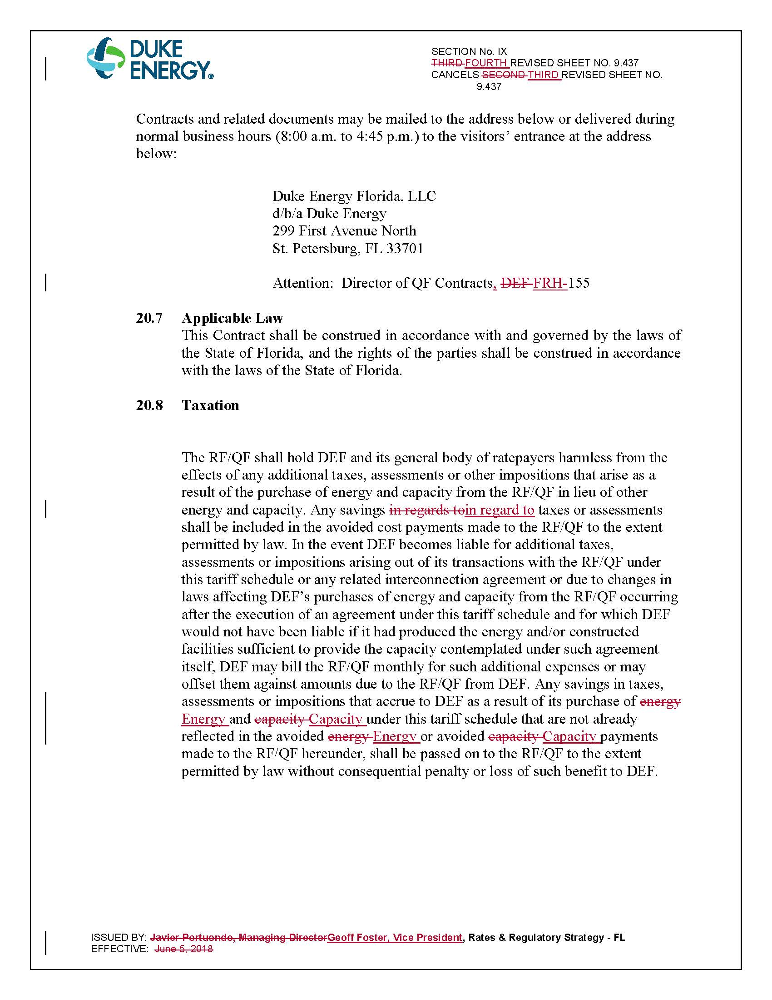 DUKE
ENERGY®
SECTION No. IX
THIRD FOURTH REVISED SHEET NO. 9.437
CANCELS SECOND THIRD REVISED SHEET NO.
9.437
Contracts and related documents may be mailed to the address below or delivered during
normal business hours (8:00 a.m. to 4:45 p.m.) to the visitors’ entrance at the address
below:
Duke Energy Florida, LLC
d/b/a Duke Energy
299 First Avenue North
St. Petersburg, FL 33701
Attention: Director of QF Contracts, DEF FRH-155
20.7 Applicable Law
This Contract shall be construed in accordance with and governed by the laws of
the State of Florida, and the rights of the parties shall be construed in accordance
with the laws of the State of Florida.
20.8 Taxation
The RF/QF shall hold DEF and its general body of ratepayers harmless from the
effects of any additional taxes, assessments or other impositions that arise as a
result of the purchase of energy and capacity from the RF/QF in lieu of other
energy and capacity. Any savings in regards toin regard to taxes or assessments
shall be included in the avoided cost payments made to the RF/QF to the extent
permitted by law. In the event DEF becomes liable for additional taxes,
assessments or impositions arising out of its transactions with the RF/QF under
this tariff schedule or any related interconnection agreement or due to changes in
laws affecting DEF’s purchases of energy and capacity from the RF/QF occurring
after the execution of an agreement under this tariff schedule and for which DEF
would not have been liable if it had produced the energy and/or constructed
facilities sufficient to provide the capacity contemplated under such agreement
itself, DEF may bill the RF/QF monthly for such additional expenses or may
offset them against amounts due to the RF/QF from DEF. Any savings in taxes,
assessments or impositions that accrue to DEF as a result of its purchase of energy
Energy and capacity Capacity under this tariff schedule that are not already
reflected in the avoided energy Energy or avoided capacity Capacity payments
made to the RF/QF hereunder, shall be passed on to the RF/QF to the extent
permitted by law without consequential penalty or loss of such benefit to DEF.
ISSUED BY: Javier Portuondo, Managing DirectorGeoff Foster, Vice President, Rates & Regulatory Strategy - FL
EFFECTIVE: June 5, 2018